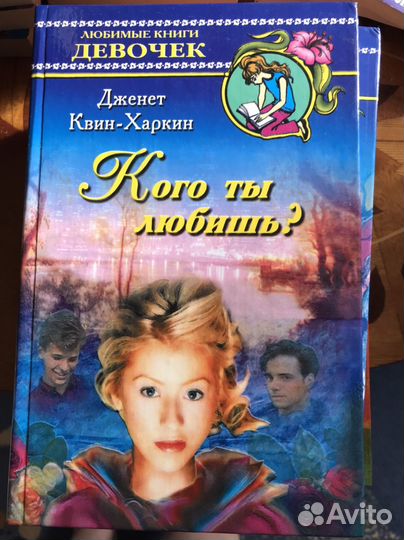 ЛЮБИМЫЕ КНИГИ
ДЕВОЧЕК
Дженет
Квин-Харкин
Кого ты
любишь?
Avito